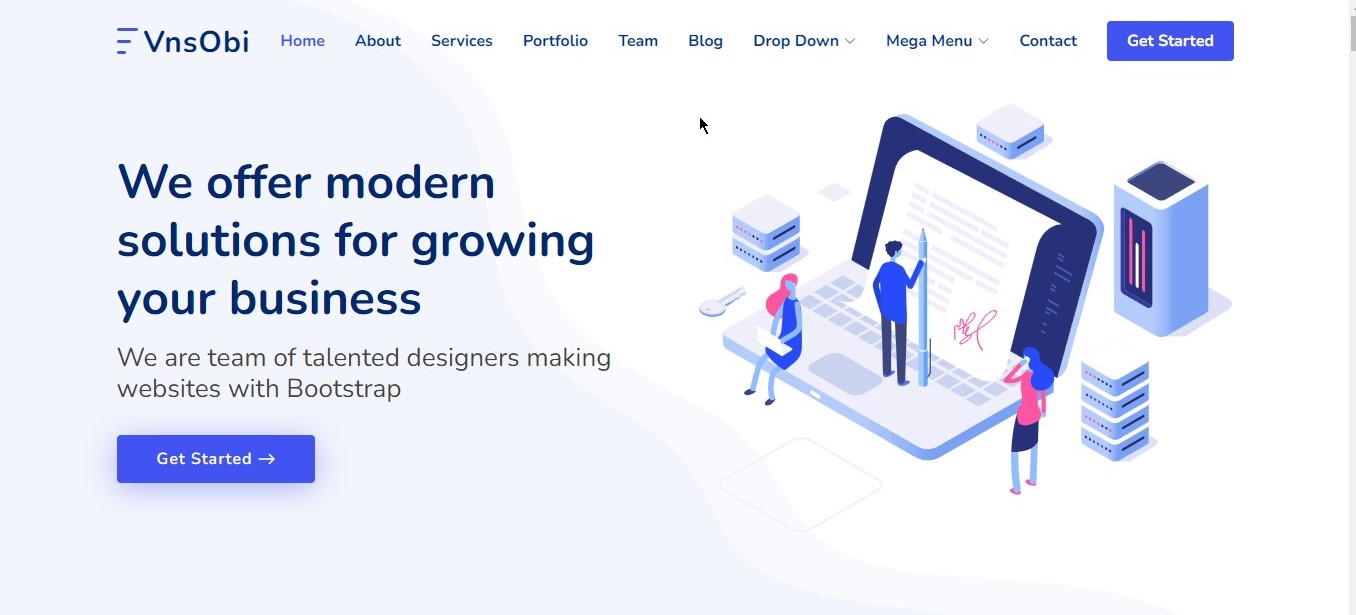 VnsObi
Home
About
Services
Portfolio
Team
Blog
Drop Down
Mega Menu
Contact
Get Started
We offer modern
solutions for growing
your business
We are team of talented designers making
websites with Bootstrap
Get Started →